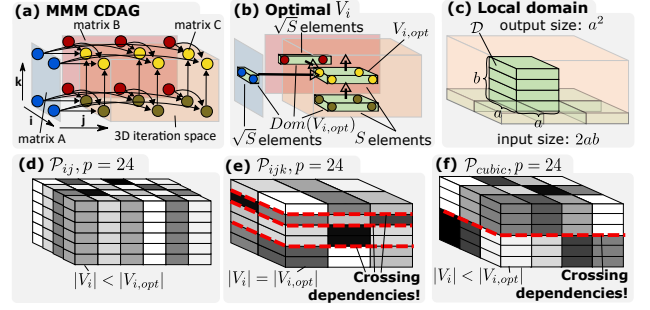 (a) MMM CDAG
matrix B
matrix C
k
i
j
matrix A
3D iteration space
(b) Optimal V_i
√S elements
V_{i,opt}
Dom(V_{i,opt})
√S elements
S elements
(c) Local domain
D output size: a²
b
a
a
input size: 2ab
(d) P_{ij}, p = 24
|V_i| < |V_{i,opt}|
(e) P_{ijk}, p = 24
|V_i| = |V_{i,opt}|
Crossing
dependencies!
(f) P_{cubic}, p = 24
|V_i| < |V_{i,opt}|
Crossing
dependencies!